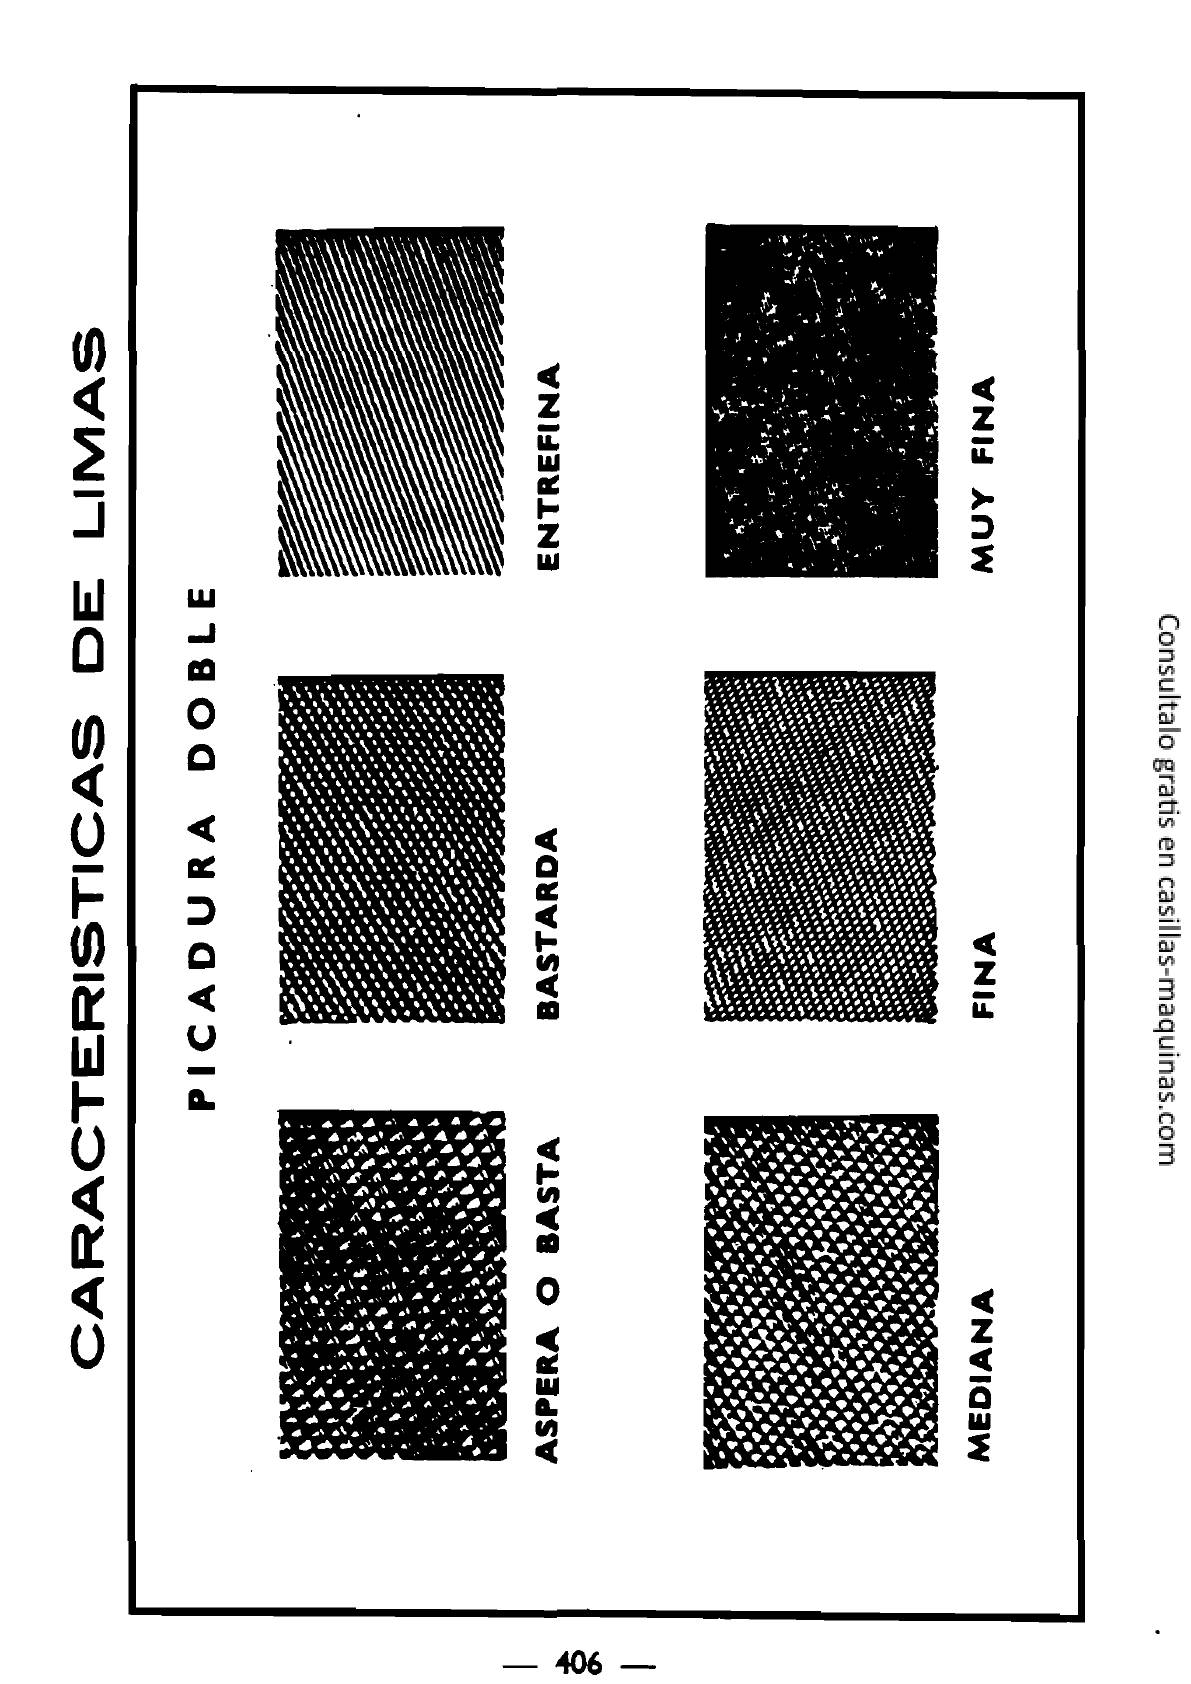 CARACTERISTICAS DE LIMAS
PICADURA DOBLE
ASPERA O BASTA
BASTARDA
ENTREFINA
MEDIANA
FINA
MUY FINA
— 406 —
Consultalo gratis en casillas-maquinas.com